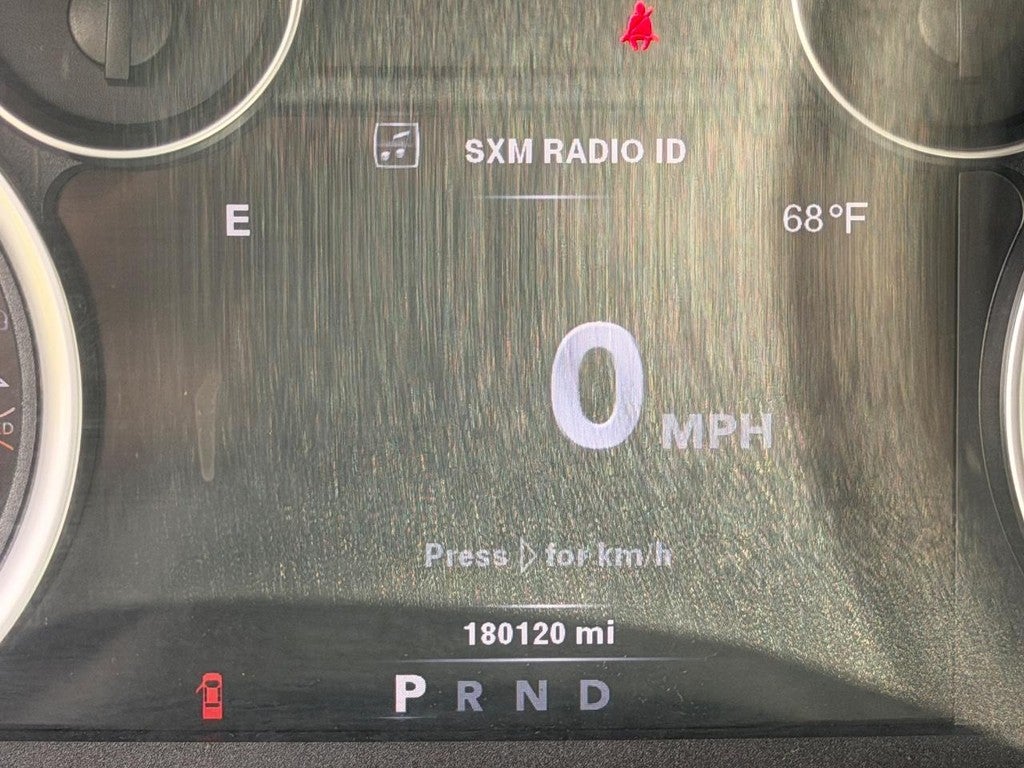 SXM RADIO ID
E 68°F
0 MPH
Press ▷ for km/h
180120 mi
P R N D